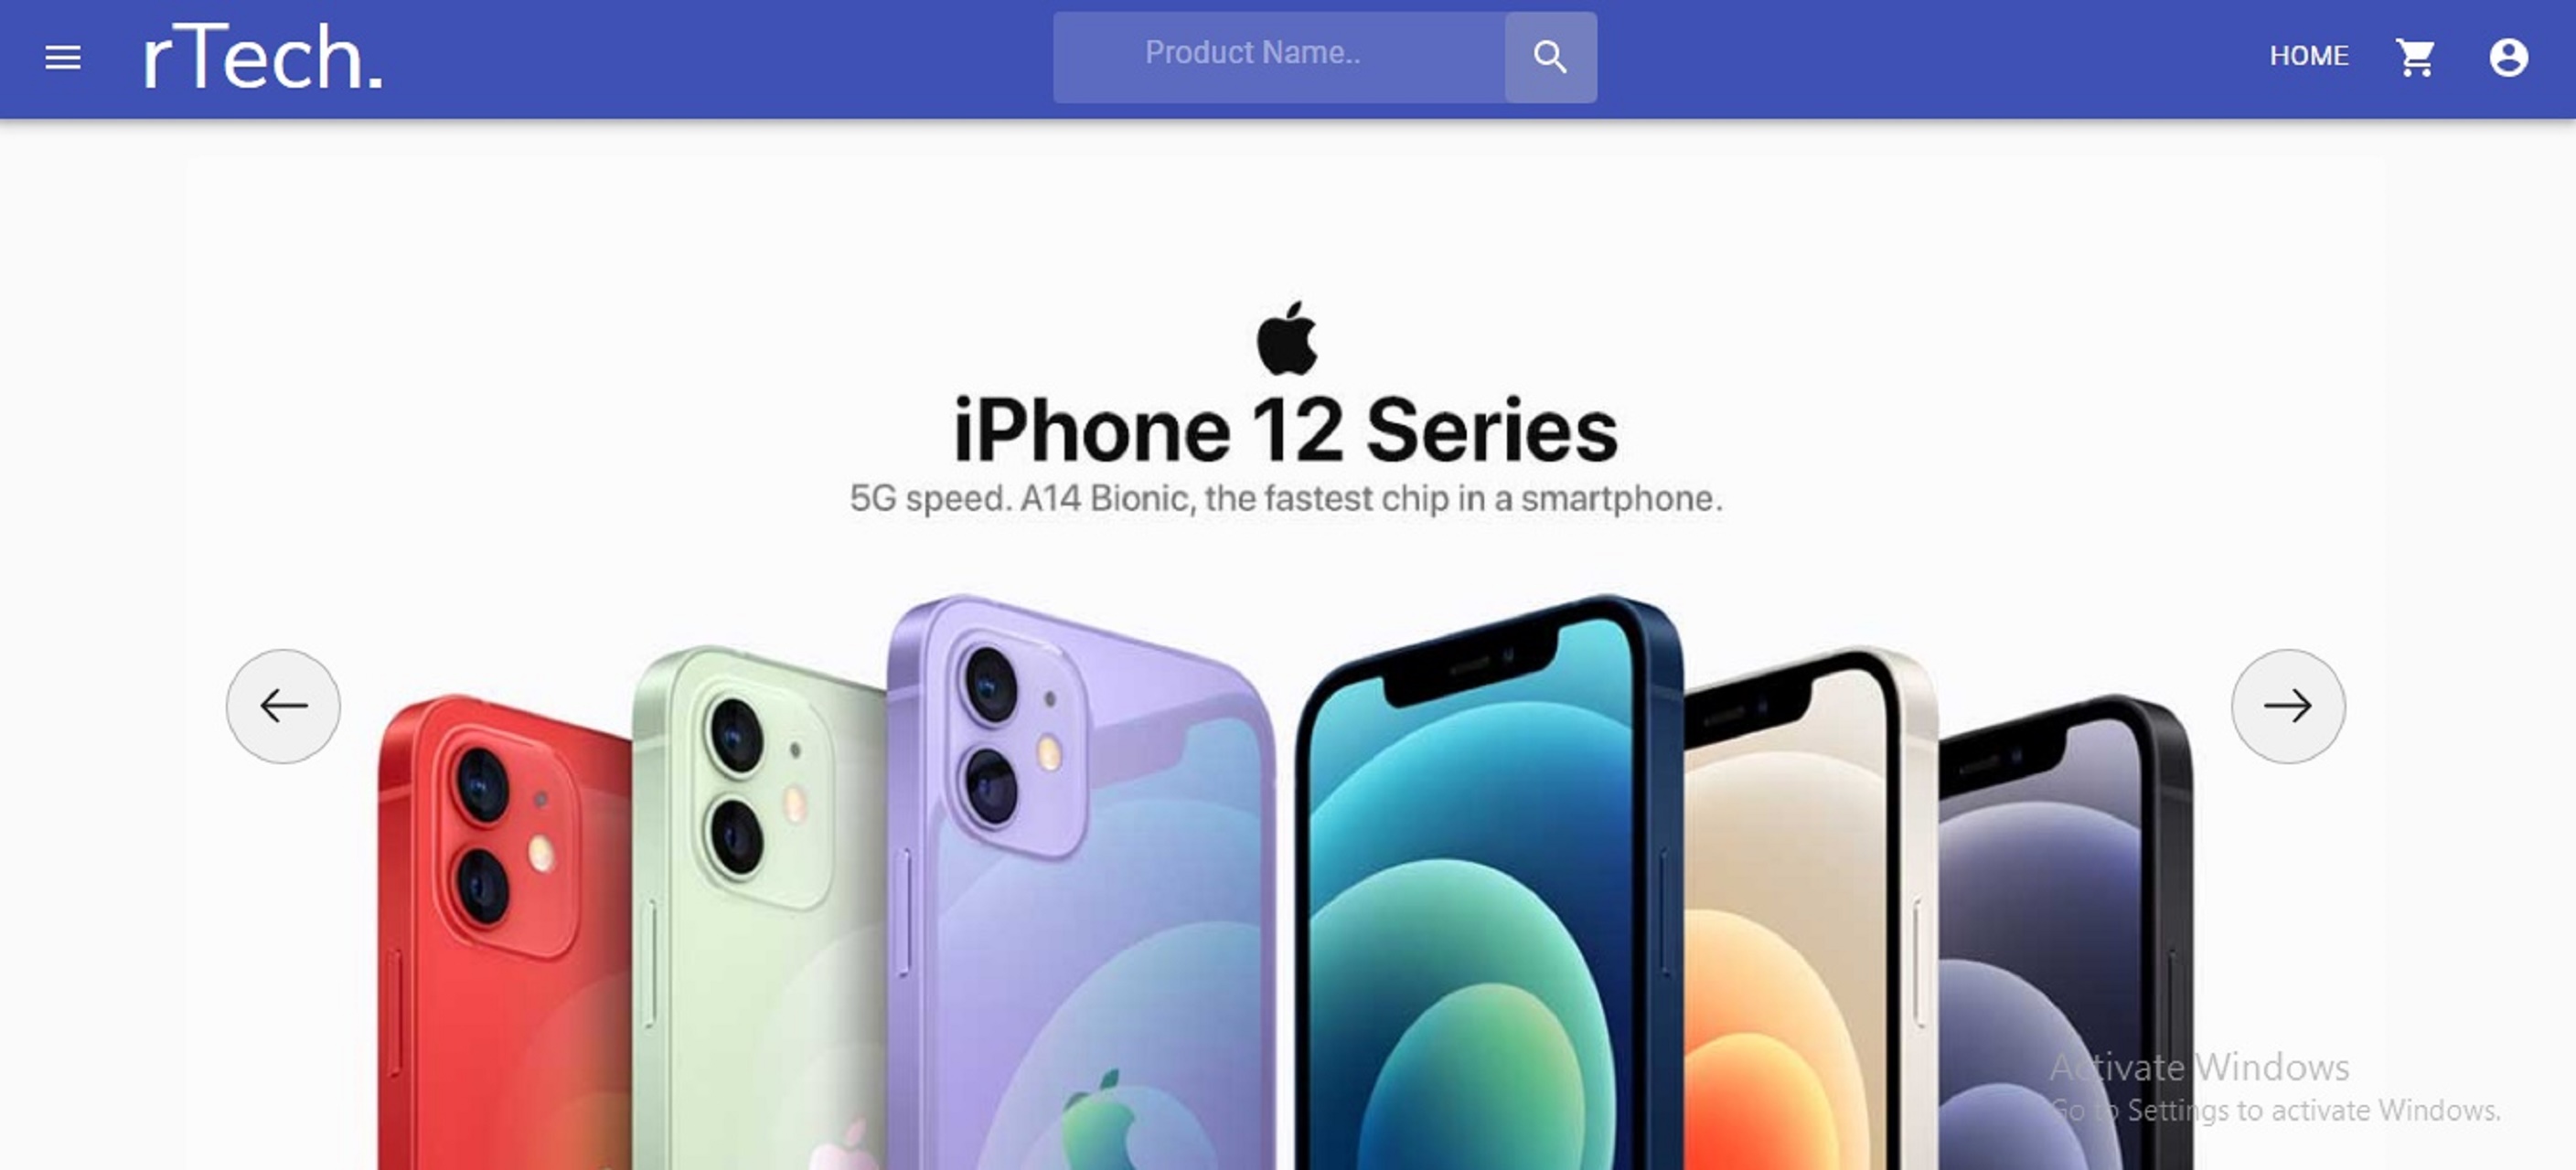 rTech.
Product Name..
HOME
iPhone 12 Series
5G speed. A14 Bionic, the fastest chip in a smartphone.
Activate Windows
Go to Settings to activate Windows.